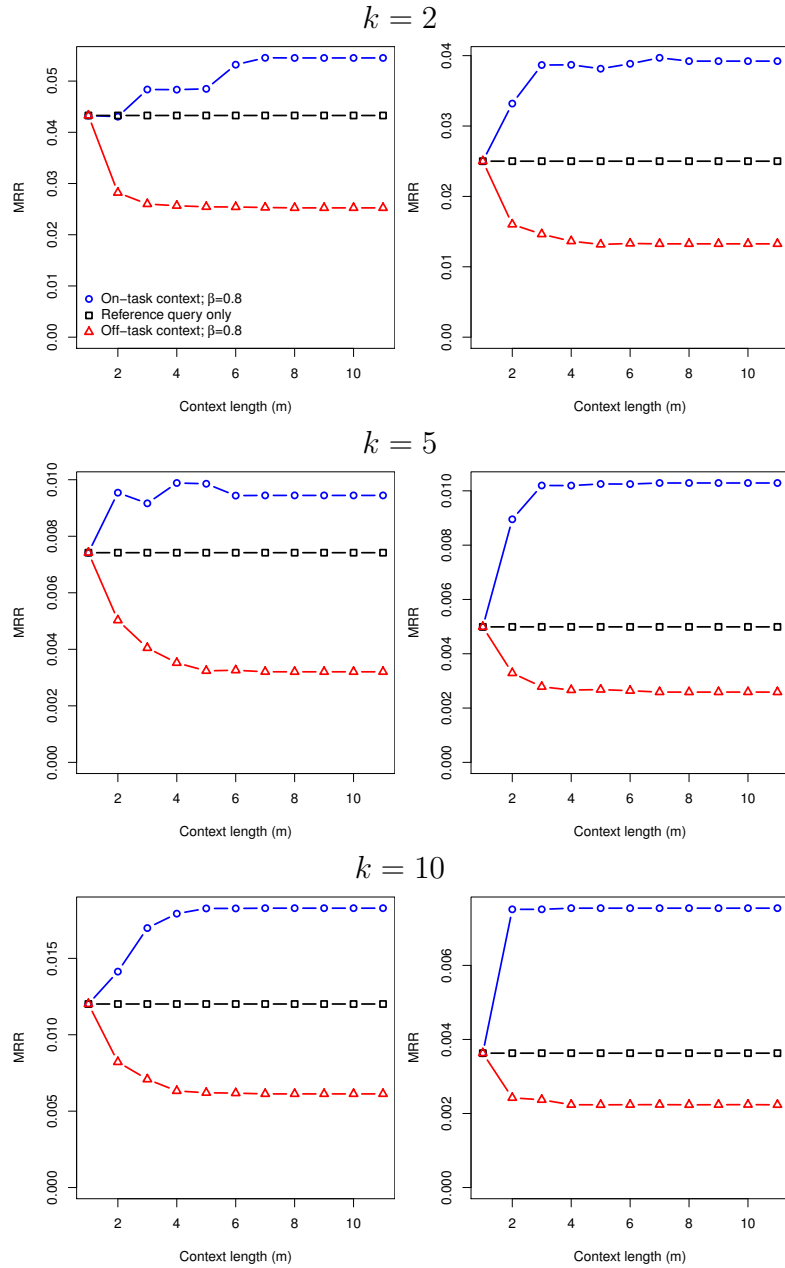 k = 2
0.00 0.01 0.02 0.03 0.04 0.05
MRR
2 4 6 8 10
Context length (m)
On-task context; β=0.8
Reference query only
Off-task context; β=0.8
0.00 0.01 0.02 0.03 0.04
MRR
2 4 6 8 10
Context length (m)
k = 5
0.000 0.002 0.004 0.006 0.008 0.010
MRR
2 4 6 8 10
Context length (m)
0.000 0.002 0.004 0.006 0.008 0.010
MRR
2 4 6 8 10
Context length (m)
k = 10
0.000 0.005 0.010 0.015
MRR
2 4 6 8 10
Context length (m)
0.000 0.002 0.004 0.006
MRR
2 4 6 8 10
Context length (m)